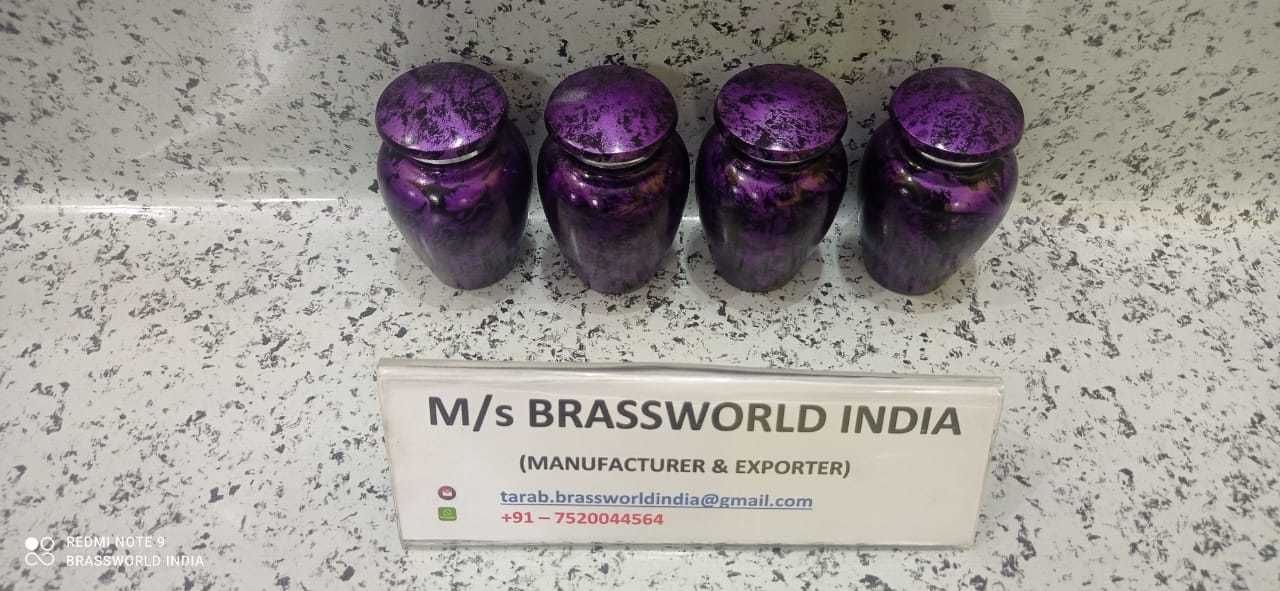 M/s BRASSWORLD INDIA
(MANUFACTURER & EXPORTER)
tarab.brassworldindia@gmail.com
+91 – 7520044564
REDMI NOTE 9
BRASSWORLD INDIA